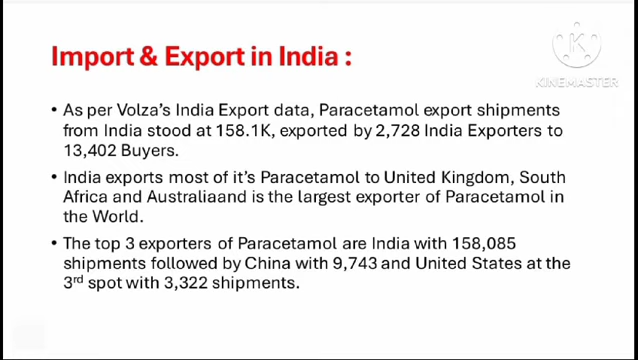 Import & Export in India :
K
KINEMASTER
• As per Volza's India Export data, Paracetamol export shipments
from India stood at 158.1K, exported by 2,728 India Exporters to
13,402 Buyers.
• India exports most of it's Paracetamol to United Kingdom, South
Africa and Australiaand is the largest exporter of Paracetamol in
the World.
• The top 3 exporters of Paracetamol are India with 158,085
shipments followed by China with 9,743 and United States at the
3rd spot with 3,322 shipments.